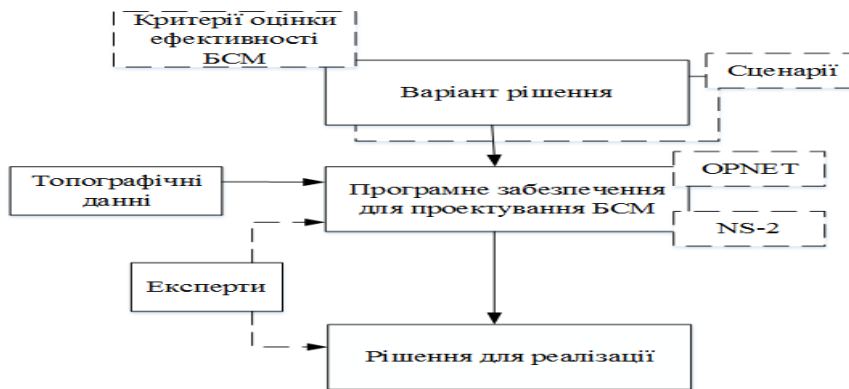 Критерії оцінки
ефективності
БСМ
Варіант рішення
Сценарії
Топографічні
данні
Програмне забезпечення
для проектування БСМ
OPNET
NS-2
Експерти
Рішення для реалізації